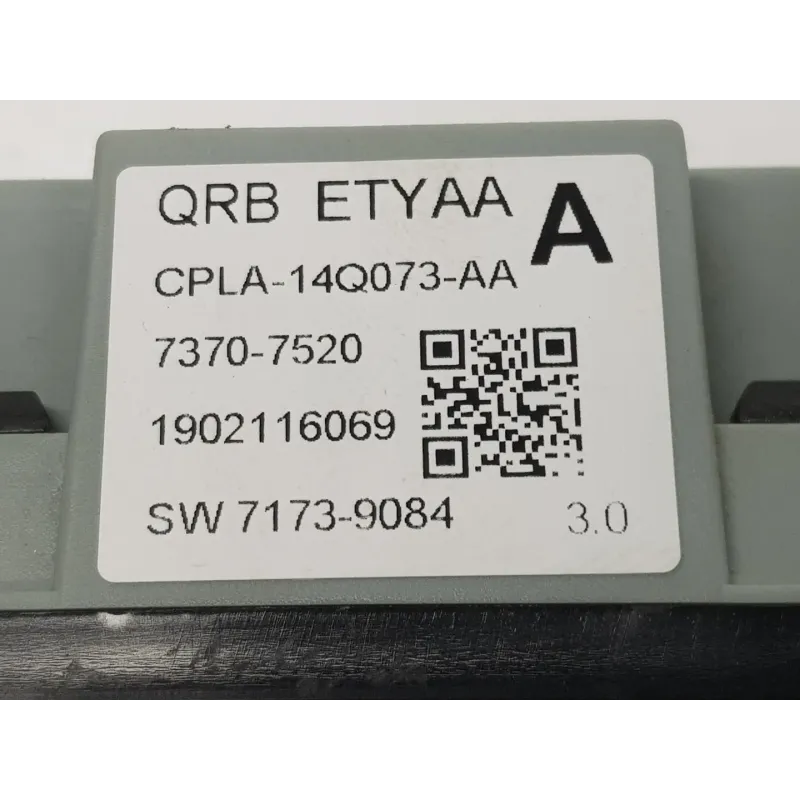 QRB ETYAA A
CPLA-14Q073-AA
7370-7520
1902116069
SW 7173-9084 3.0